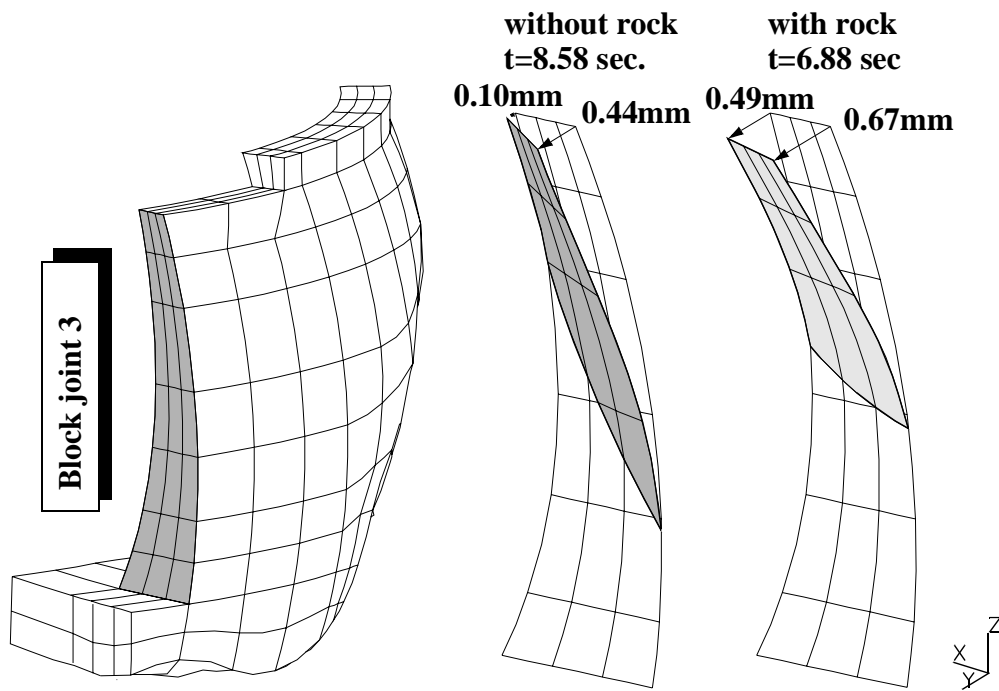 without rock
t=8.58 sec.
0.10mm
0.44mm
with rock
t=6.88 sec
0.49mm
0.67mm
Block joint 3
Z
X
Y